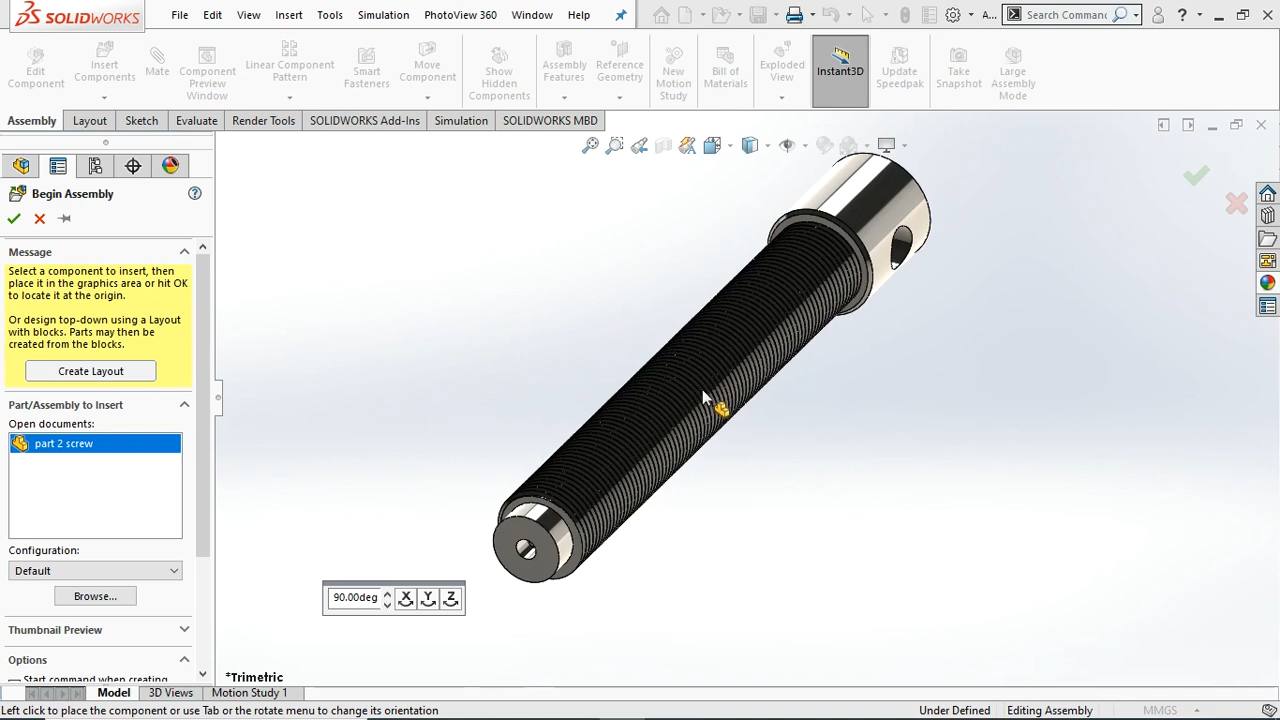 SOLIDWORKS File Edit View Insert Tools Simulation PhotoView 360 Window Help A... Search Commanc ?
Edit Component
Insert Components
Mate
Component Preview Window
Linear Component Pattern
Smart Fasteners
Move Component
Show Hidden Components
Assembly Features
Reference Geometry
New Motion Study
Bill of Materials
Exploded View
Instant3D
Update Speedpak
Take Snapshot
Large Assembly Mode
Assembly Layout Sketch Evaluate Render Tools SOLIDWORKS Add-Ins Simulation SOLIDWORKS MBD
Begin Assembly ?
Message
Select a component to insert, then
place it in the graphics area or hit OK
to locate it at the origin.
Or design top-down using a Layout
with blocks. Parts may then be
created from the blocks.
Create Layout
Part/Assembly to Insert
Open documents:
part 2 screw
Configuration:
Default
Browse...
90.00deg X Y Z
Thumbnail Preview
Options
Start command when creating
*Trimetric
Model 3D Views Motion Study 1
Left click to place the component or use Tab or the rotate menu to change its orientation Under Defined Editing Assembly MMGS